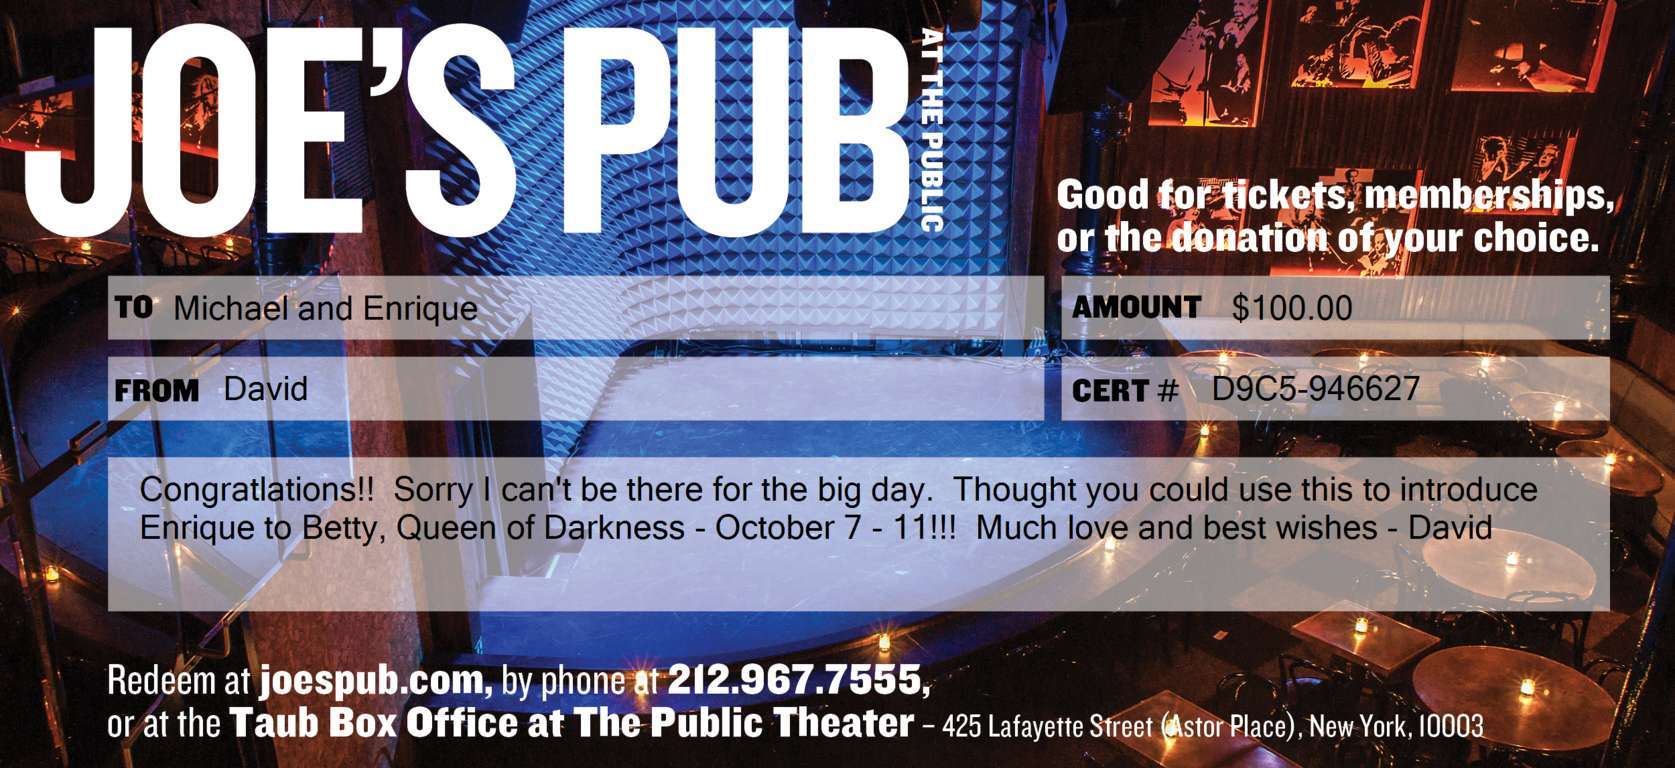 JOE'S PUB
AT THE PUBLIC
Good for tickets, memberships,
or the donation of your choice.
TO Michael and Enrique
AMOUNT $100.00
FROM David
CERT # D9C5-946627
Congratlations!! Sorry I can't be there for the big day. Thought you could use this to introduce
Enrique to Betty, Queen of Darkness - October 7 - 11!!! Much love and best wishes - David
Redeem at joespub.com, by phone at 212.967.7555,
or at the Taub Box Office at The Public Theater – 425 Lafayette Street (Astor Place), New York, 10003